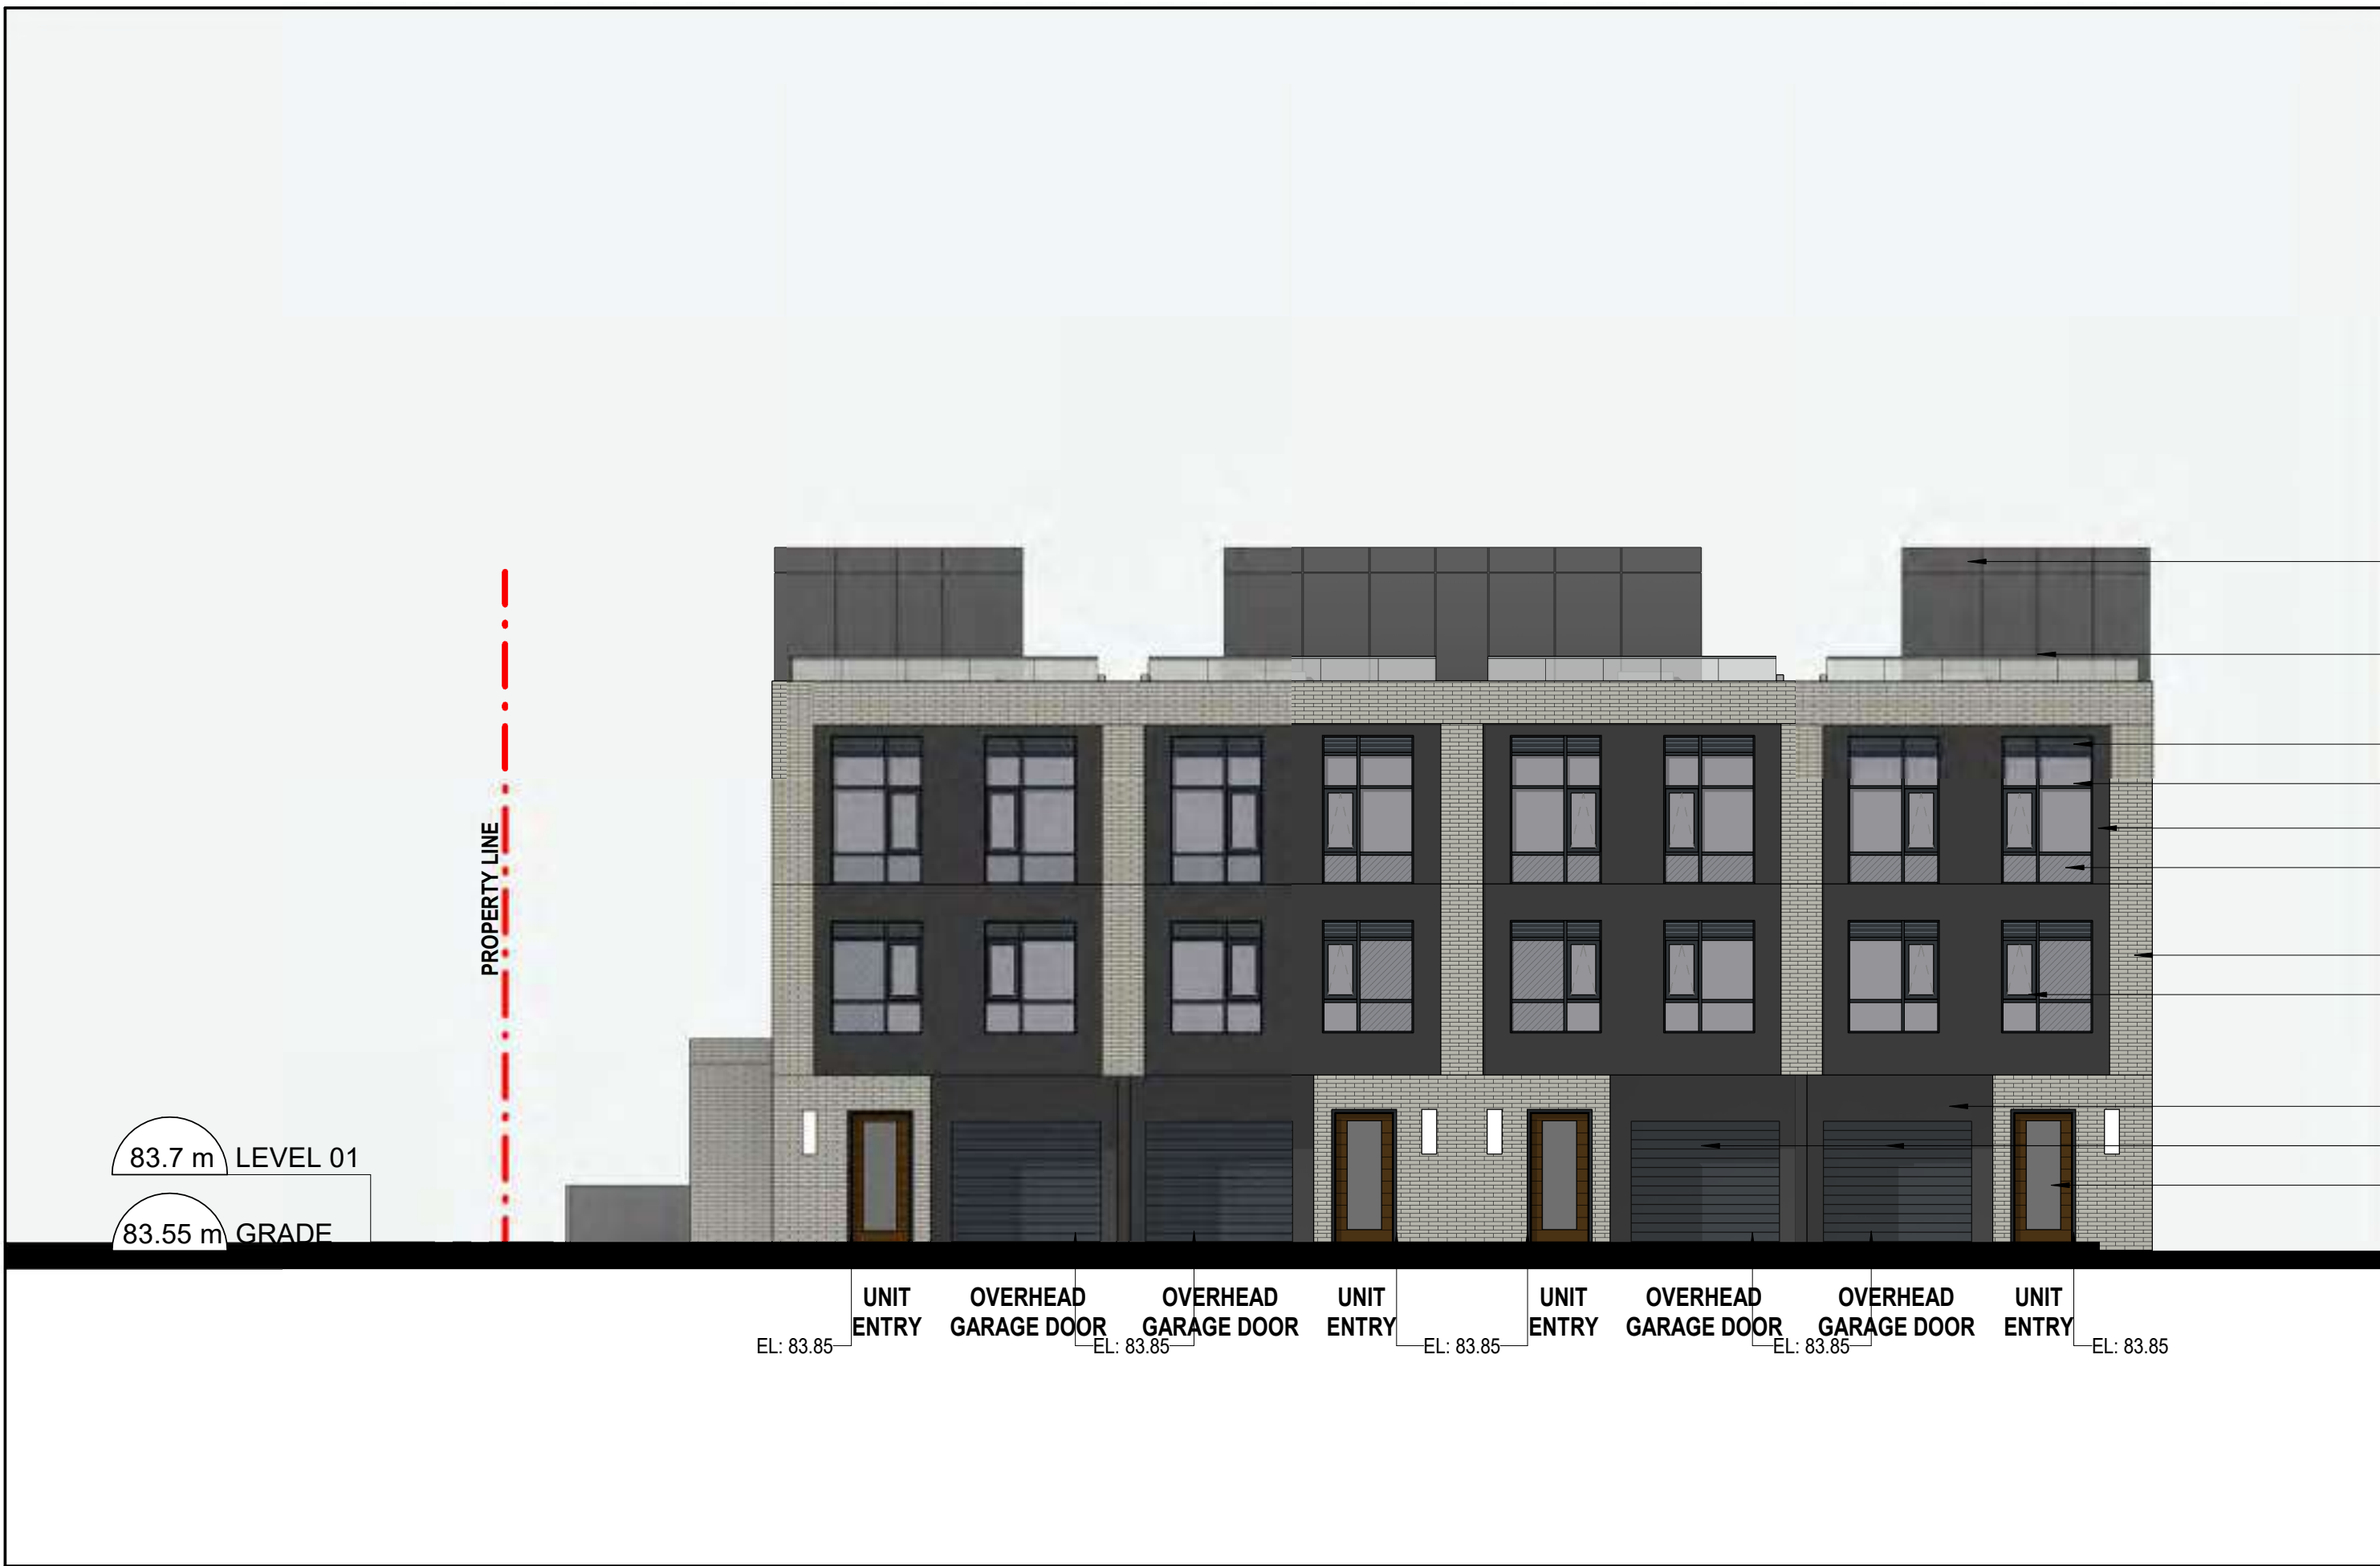 PROPERTY LINE
83.7 m LEVEL 01
83.55 m GRADE
UNIT
ENTRY
OVERHEAD
GARAGE DOOR
OVERHEAD
GARAGE DOOR
UNIT
ENTRY
UNIT
ENTRY
OVERHEAD
GARAGE DOOR
OVERHEAD
GARAGE DOOR
UNIT
ENTRY
EL: 83.85
EL: 83.85
EL: 83.85
EL: 83.85
EL: 83.85